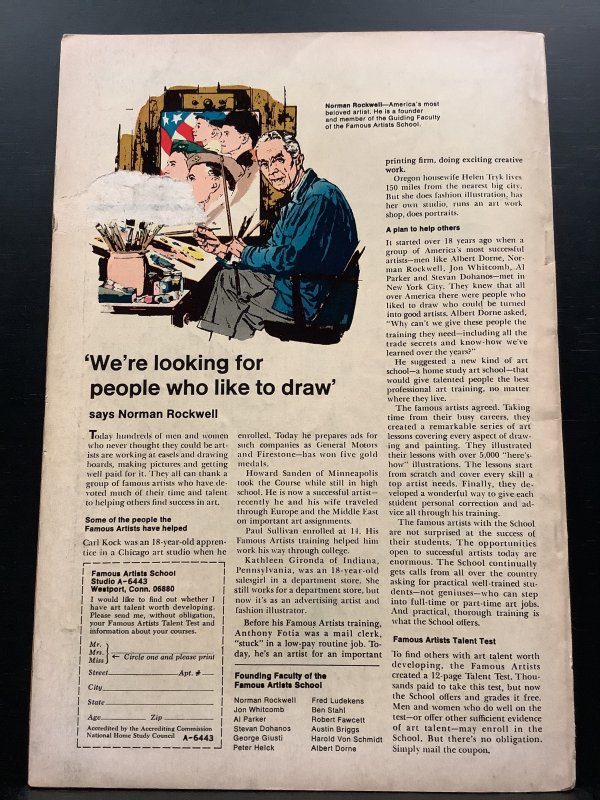 Norman Rockwell—America's most
beloved artist. He is a founder
and member of the Guiding Faculty
of the Famous Artists School.
'We're looking for
people who like to draw'
says Norman Rockwell
Today hundreds of men and women
who never thought they could be art-
ists are working at easels and drawing
boards, making pictures and getting
well paid for it. They all can thank a
group of famous artists who have de-
voted much of their time and talent
to helping others find success in art.
Some of the people the
Famous Artists have helped
Carl Kock was an 18-year-old appren-
tice in a Chicago art studio when he
enrolled. Today he prepares ads for
such companies as General Motors
and Firestone—has won five gold
medals.
Howard Sanden of Minneapolis
took the Course while still in high
school. He is now a successful artist—
recently he and his wife traveled
through Europe and the Middle East
on important art assignments.
Paul Sullivan enrolled at 14. His
Famous Artists training helped him
work his way through college.
Kathleen Gironda of Indiana,
Pennsylvania, was an 18-year-old
salesgirl in a department store. She
still works for a department store, but
now it's as an advertising artist and
fashion illustrator.
Before his Famous Artists training,
Anthony Fotia was a mail clerk,
"stuck" in a low-pay routine job. To-
day, he's an artist for an important
printing firm, doing exciting creative
work.
Oregon housewife Helen Tryk lives
150 miles from the nearest big city.
But she does fashion illustration, has
her own studio, runs an art work
shop, does portraits.
A plan to help others
It started over 18 years ago when a
group of America's most successful
artists—men like Albert Dorne, Nor-
man Rockwell, Jon Whitcomb, Al
Parker and Stevan Dohanos—met in
New York City. They knew that all
over America there were people who
liked to draw who could be turned
into good artists. Albert Dorne asked,
"Why can't we give these people the
training they need—including all the
trade secrets and know-how we've
learned over the years?"
He suggested a new kind of art
school—a home study art school—that
would give talented people the best
professional art training, no matter
where they live.
The famous artists agreed. Taking
time from their busy careers, they
created a remarkable series of art
lessons covering every aspect of draw-
ing and painting. They illustrated
their lessons with over 5,000 "here's-
how" illustrations. The lessons start
from scratch and cover every skill a
top artist needs. Finally, they de-
veloped a wonderful way to give each
student personal correction and ad-
vice all through his training.
The famous artists with the School
are not surprised at the success of
their students. The opportunities
open to successful artists today are
enormous. The School continually
gets calls from all over the country
asking for practical well-trained stu-
dents—not geniuses—who can step
into full-time or part-time art jobs.
And practical, thorough training is
what the School offers.
Famous Artists Talent Test
To find others with art talent worth
developing, the Famous Artists
created a 12-page Talent Test. Thou-
sands paid to take this test, but now
the School offers and grades it free.
Men and women who do well on the
test—or offer other sufficient evidence
of art talent—may enroll in the
School. But there's no obligation.
Simply mail the coupon.
Famous Artists School
Studio A-6443
Westport, Conn. 06880
I would like to find out whether I
have art talent worth developing.
Please send me, without obligation,
your Famous Artists Talent Test and
information about your courses.
Mr.
Mrs. ← Circle one and please print
Miss
Street Apt. #
City
State
Age Zip
Accredited by the Accrediting Commission
National Home Study Council A-6443
Founding Faculty of the
Famous Artists School
Norman Rockwell
Jon Whitcomb
Al Parker
Stevan Dohanos
George Giusti
Peter Helck
Fred Ludekens
Ben Stahl
Robert Fawcett
Austin Briggs
Harold Von Schmidt
Albert Dorne